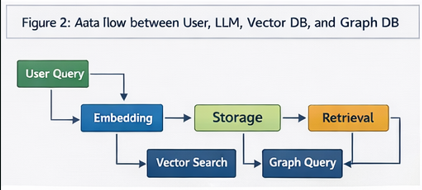 Figure 2: Aata llow between User, LLM, Vector DB, and Graph DB
User Query
Embedding
Storage
Retrieval
Vector Search
Graph Query